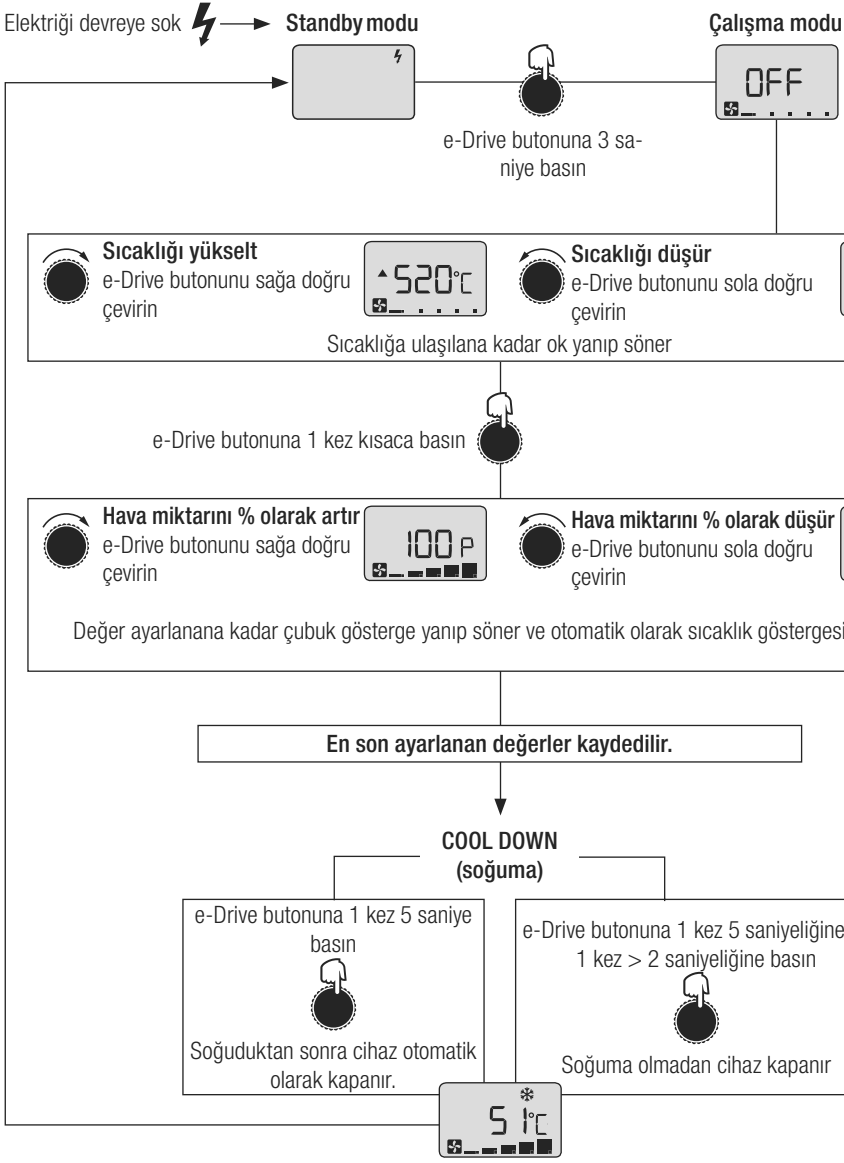 Elektriği devreye sok
Standby modu
Çalışma modu
OFF
e-Drive butonuna 3 sa-
niye basın
Sıcaklığı yükselt
e-Drive butonunu sağa doğru
çevirin
520°C
Sıcaklığı düşür
e-Drive butonunu sola doğru
çevirin
Sıcaklığa ulaşılana kadar ok yanıp söner
e-Drive butonuna 1 kez kısaca basın
Hava miktarını % olarak artır
e-Drive butonunu sağa doğru
çevirin
100 P
Hava miktarını % olarak düşür
e-Drive butonunu sola doğru
çevirin
Değer ayarlanana kadar çubuk gösterge yanıp söner ve otomatik olarak sıcaklık göstergesi
En son ayarlanan değerler kaydedilir.
COOL DOWN
(soğuma)
e-Drive butonuna 1 kez 5 saniye
basın
Soğuduktan sonra cihaz otomatik
olarak kapanır.
e-Drive butonuna 1 kez 5 saniyeliğine
1 kez > 2 saniyeliğine basın
Soğuma olmadan cihaz kapanır
51°C